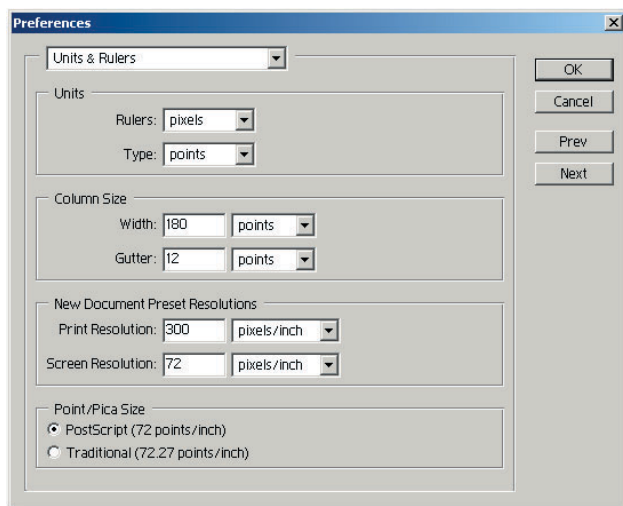 Preferences
Units & Rulers
OK
Cancel
Prev
Next
Units
Rulers: pixels
Type: points
Column Size
Width: 180 points
Gutter: 12 points
New Document Preset Resolutions
Print Resolution: 300 pixels/inch
Screen Resolution: 72 pixels/inch
Point/Pica Size
PostScript (72 points/inch)
Traditional (72.27 points/inch)